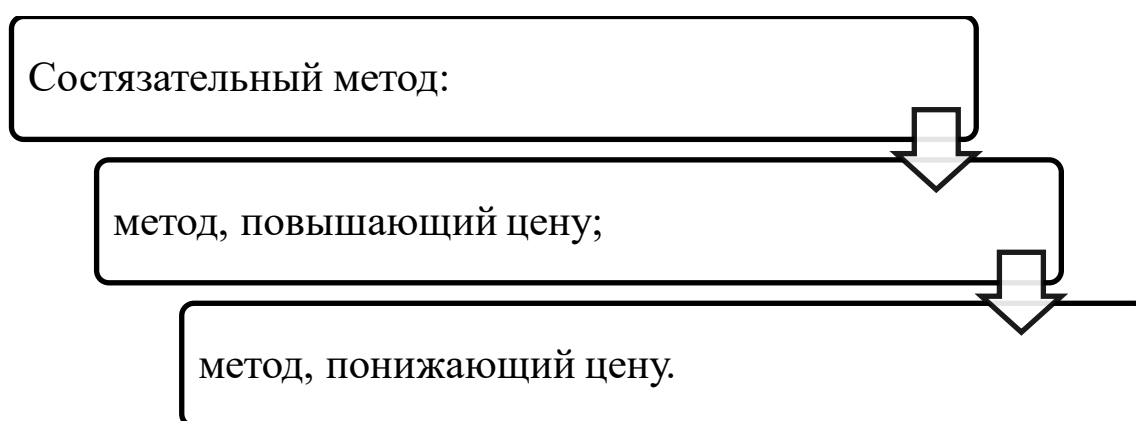 Состязательный метод:
метод, повышающий цену;
метод, понижающий цену.